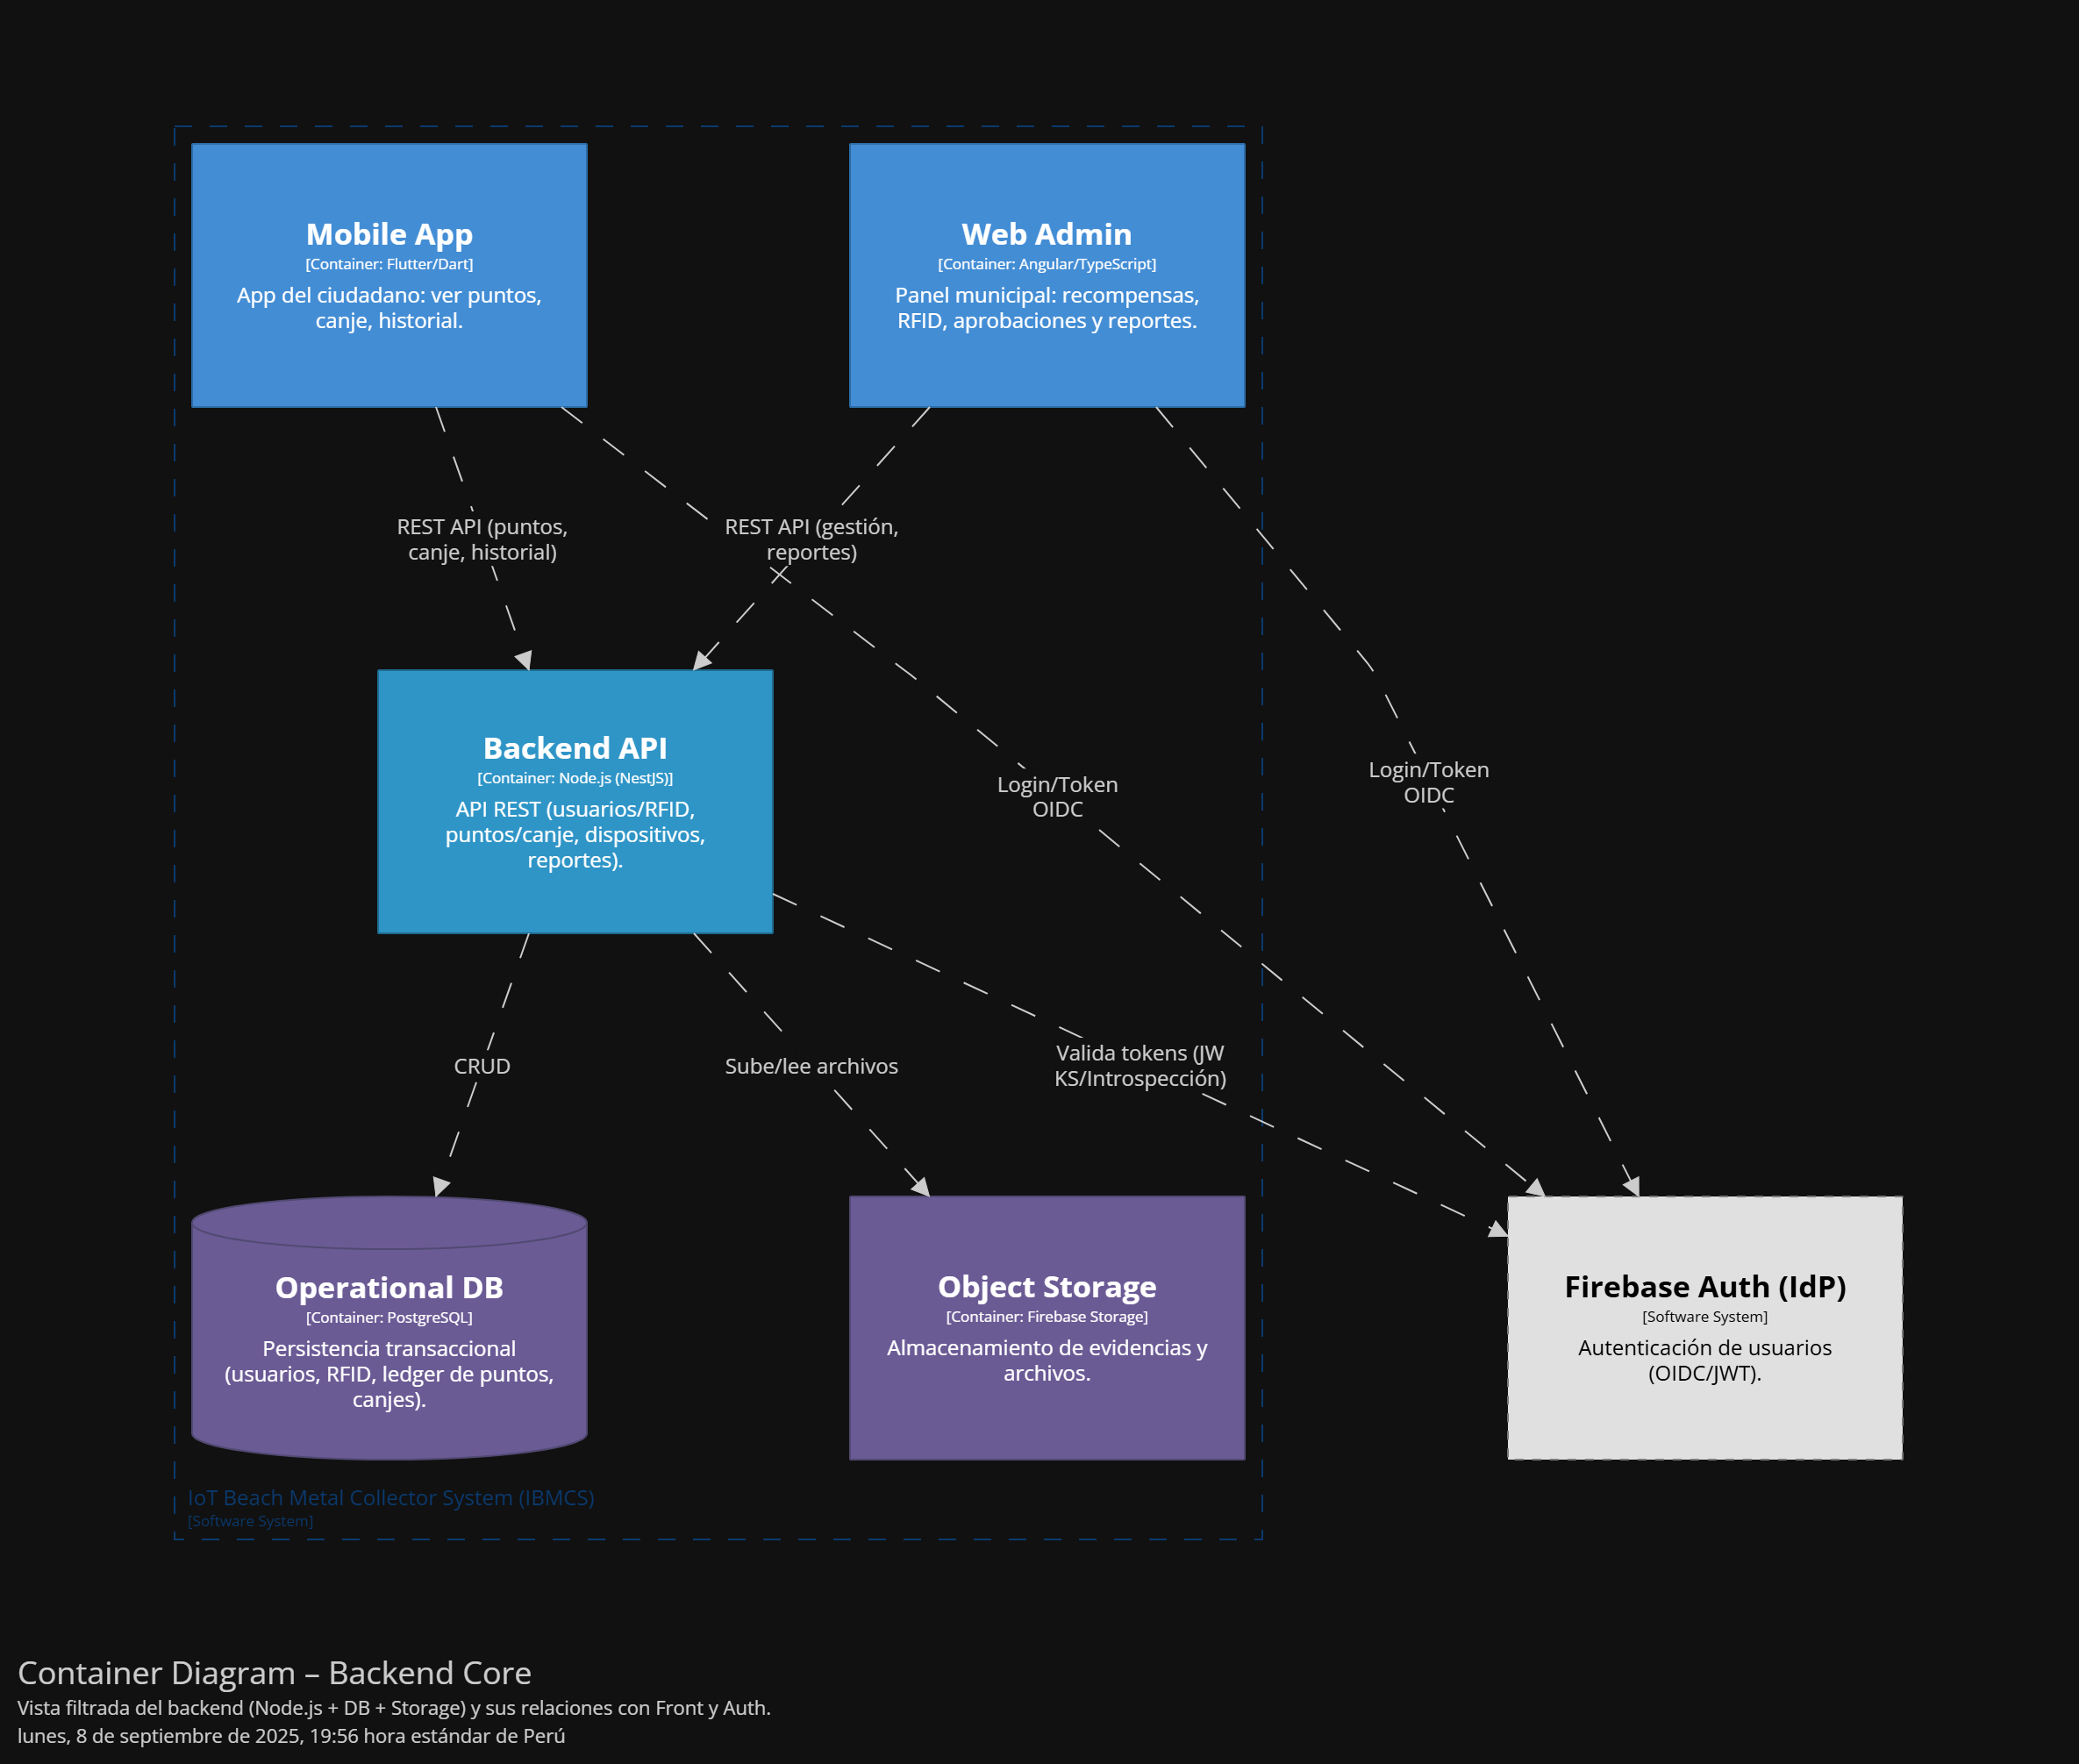 Mobile App
[Container: Flutter/Dart]
App del ciudadano: ver puntos,
canje, historial.
Web Admin
[Container: Angular/TypeScript]
Panel municipal: recompensas,
RFID, aprobaciones y reportes.
REST API (puntos,
canje, historial)
REST API (gestión,
reportes)
Backend API
[Container: Node.js (NestJS)]
API REST (usuarios/RFID,
puntos/canje, dispositivos,
reportes).
Login/Token
OIDC
Login/Token
OIDC
CRUD
Sube/lee archivos
Valida tokens (JW
KS/Introspección)
Operational DB
[Container: PostgreSQL]
Persistencia transaccional
(usuarios, RFID, ledger de puntos,
canjes).
Object Storage
[Container: Firebase Storage]
Almacenamiento de evidencias y
archivos.
Firebase Auth (IdP)
[Software System]
Autenticación de usuarios
(OIDC/JWT).
IoT Beach Metal Collector System (IBMCS)
[Software System]
Container Diagram – Backend Core
Vista filtrada del backend (Node.js + DB + Storage) y sus relaciones con Front y Auth.
lunes, 8 de septiembre de 2025, 19:56 hora estándar de Perú